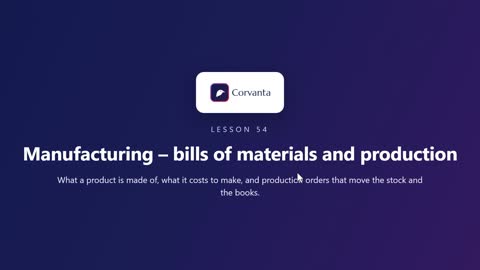 Corvanta
LESSON 54
Manufacturing – bills of materials and production
What a product is made of, what it costs to make, and production orders that move the stock and
the books.